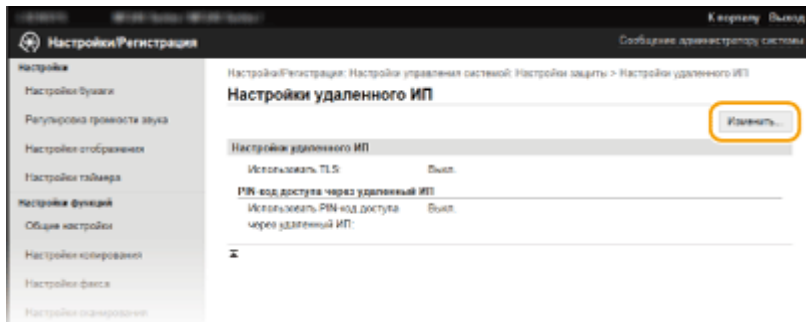 К порталу Выход
Настройки/Регистрация
Сообщение администратору системы
Настройки
Настройки бумаги
Регулировка громкости звука
Настройки отображения
Настройки таймера
Настройки функций
Общие настройки
Настройки копирования
Настройки факса
Настройки сканирования
Настройки/Регистрация: Настройки управления системой: Настройки защиты > Настройки удаленного ИП
Настройки удаленного ИП
Изменить...
Настройки удаленного ИП
Использовать TLS: Выкл.
PIN-код доступа через удаленный ИП
Использовать PIN-код доступа Выкл.
через удаленный ИП: